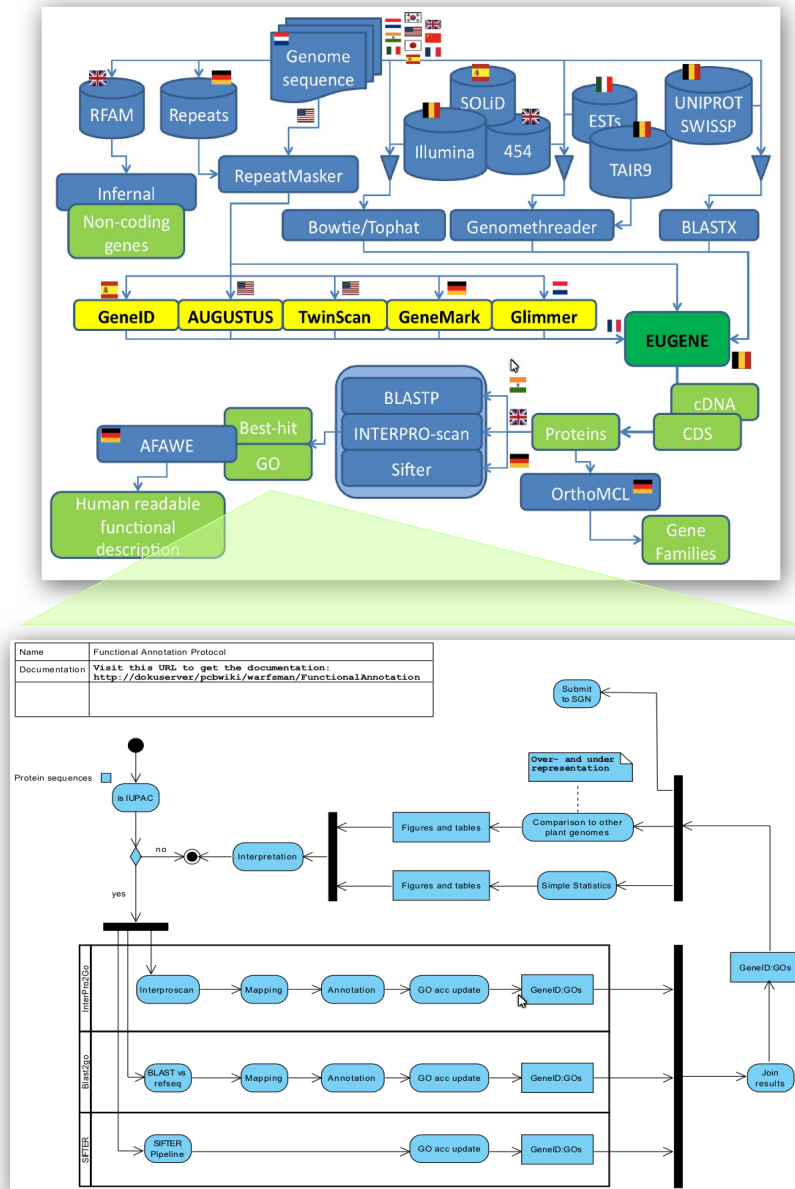 Genome
sequence
RFAM
Repeats
SOLiD
Illumina
454
ESTs
TAIR9
UNIPROT
SWISSP
Infernal
Non-coding
genes
RepeatMasker
Bowtie/Tophat
Genomethreader
BLASTX
GeneID
AUGUSTUS
TwinScan
GeneMark
Glimmer
EUGENE
cDNA
CDS
Proteins
BLASTP
INTERPRO-scan
Sifter
Best-hit
GO
AFAWE
Human readable
functional
description
OrthoMCL
Gene
Families
Name
Functional Annotation Protocol
Documentation
Visit this URL to get the documentation:
http://dokuserver/pcbwiki/warfsman/FunctionalAnnotation
Submit
to SGN
Over- and under
representation
Protein sequences
is IUPAC
no
yes
Interpretation
Figures and tables
Comparison to other
plant genomes
Figures and tables
Simple Statistics
GeneID:GOs
Join
results
InterPro2Go
Interproscan
Mapping
Annotation
GO acc update
GeneID:GOs
Blast2go
BLAST vs
refseq
Mapping
Annotation
GO acc update
GeneID:GOs
SIFTER
SIFTER
Pipeline
GO acc update
GeneID:GOs